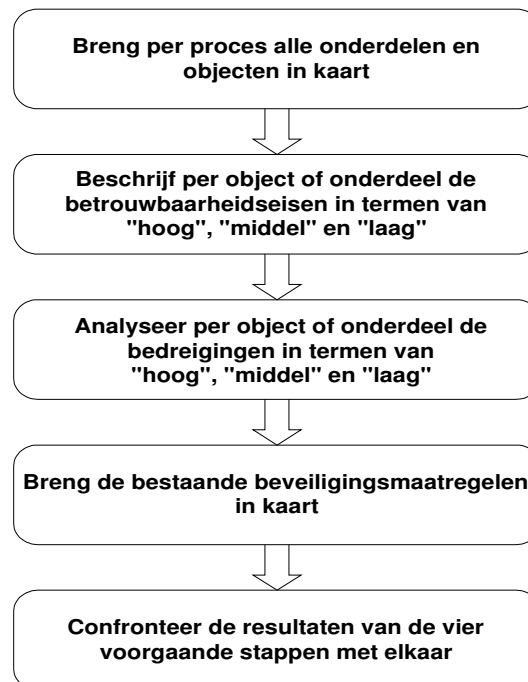 Breng per proces alle onderdelen en
objecten in kaart
Beschrijf per object of onderdeel de
betrouwbaarheidseisen in termen van
"hoog", "middel" en "laag"
Analyseer per object of onderdeel de
bedreigingen in termen van
"hoog", "middel" en "laag"
Breng de bestaande beveiligingsmaatregelen
in kaart
Confronteer de resultaten van de vier
voorgaande stappen met elkaar